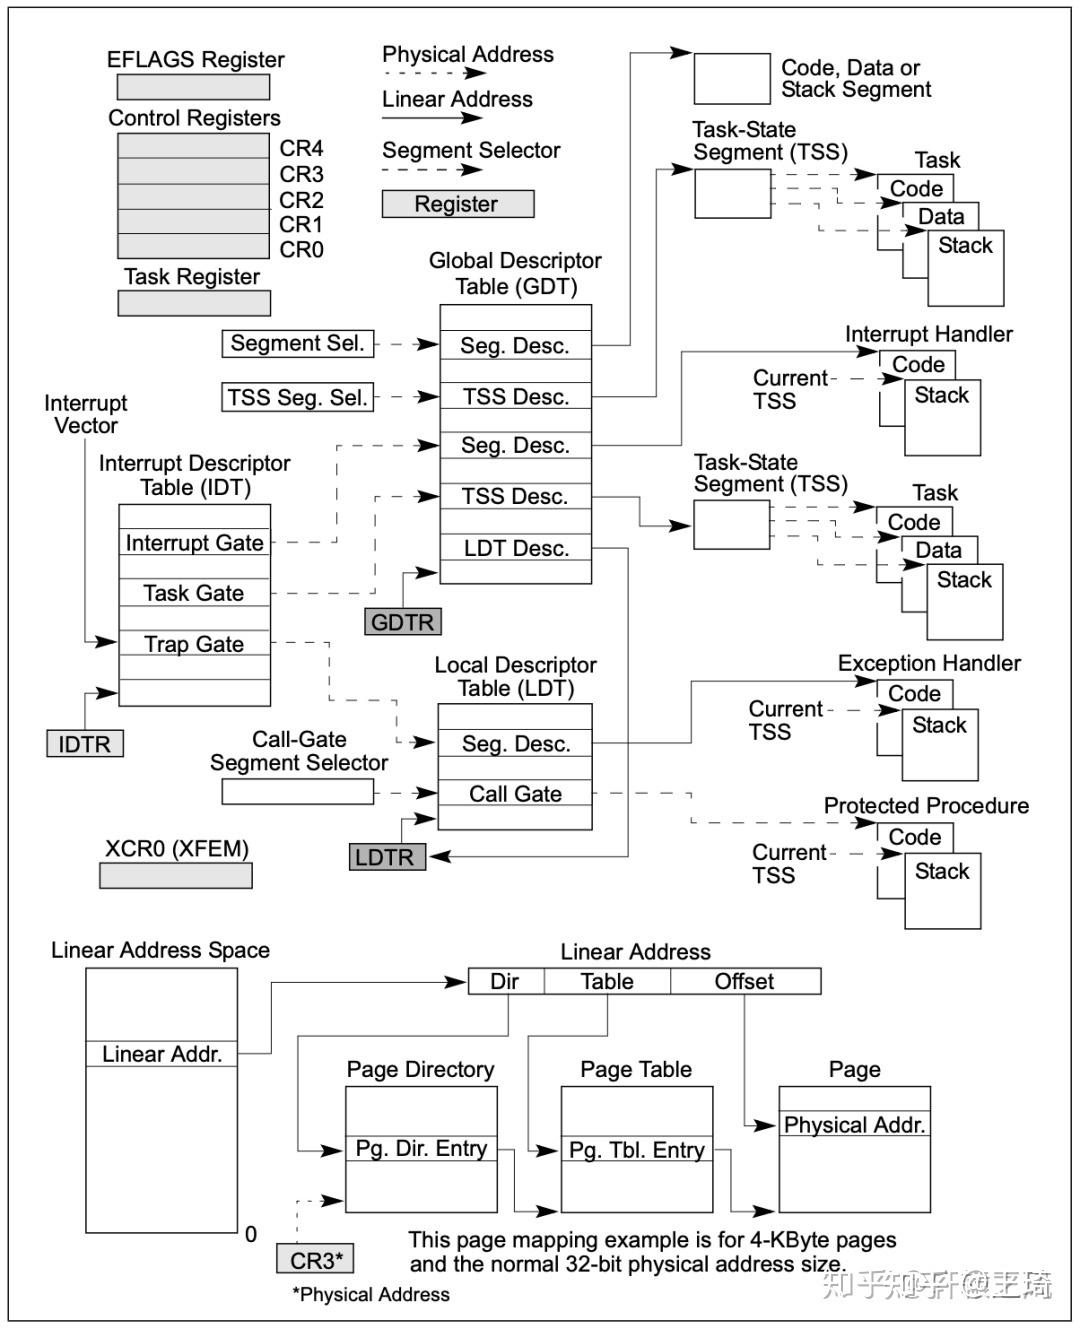 EFLAGS Register
Control Registers
CR4
CR3
CR2
CR1
CR0
Task Register
Physical Address
Linear Address
Segment Selector
Register
Code, Data or
Stack Segment
Task-State
Segment (TSS)
Task
Code
Data
Stack
Global Descriptor
Table (GDT)
Segment Sel.
Seg. Desc.
TSS Seg. Sel.
TSS Desc.
Seg. Desc.
TSS Desc.
LDT Desc.
GDTR
Interrupt Handler
Code
Current
TSS
Stack
Interrupt
Vector
Interrupt Descriptor
Table (IDT)
Interrupt Gate
Task Gate
Trap Gate
IDTR
Task-State
Segment (TSS)
Task
Code
Data
Stack
Local Descriptor
Table (LDT)
Seg. Desc.
Call Gate
LDTR
Call-Gate
Segment Selector
Exception Handler
Code
Current
TSS
Stack
Protected Procedure
Code
Current
TSS
Stack
XCR0 (XFEM)
Linear Address Space
Linear Addr.
0
Linear Address
Dir
Table
Offset
Page Directory
Pg. Dir. Entry
Page Table
Pg. Tbl. Entry
Page
Physical Addr.
CR3*
*Physical Address
This page mapping example is for 4-KByte pages
and the normal 32-bit physical address size.